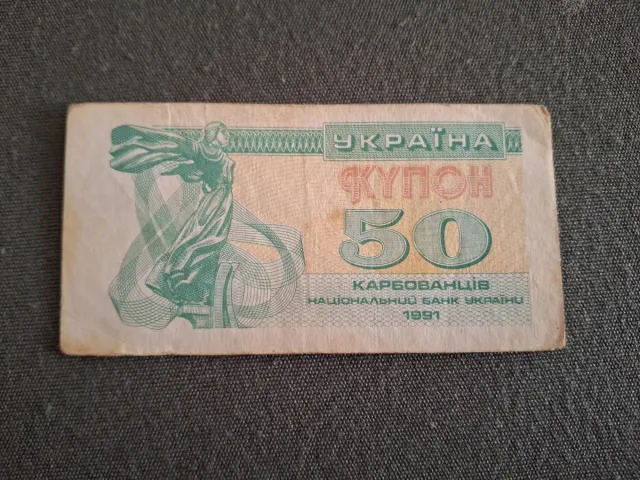 УКРАЇНА
КУПОН
50
КАРБОВАНЦІВ
НАЦІОНАЛЬНИЙ БАНК УКРАЇНИ
1991